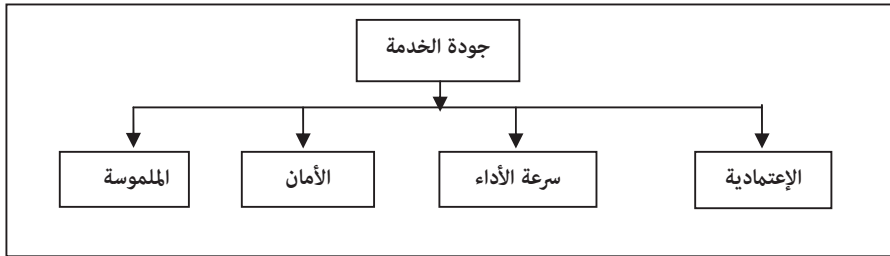 جودة الخدمة
الإعتمادية
سرعة الأداء
الأمان
الملموسة